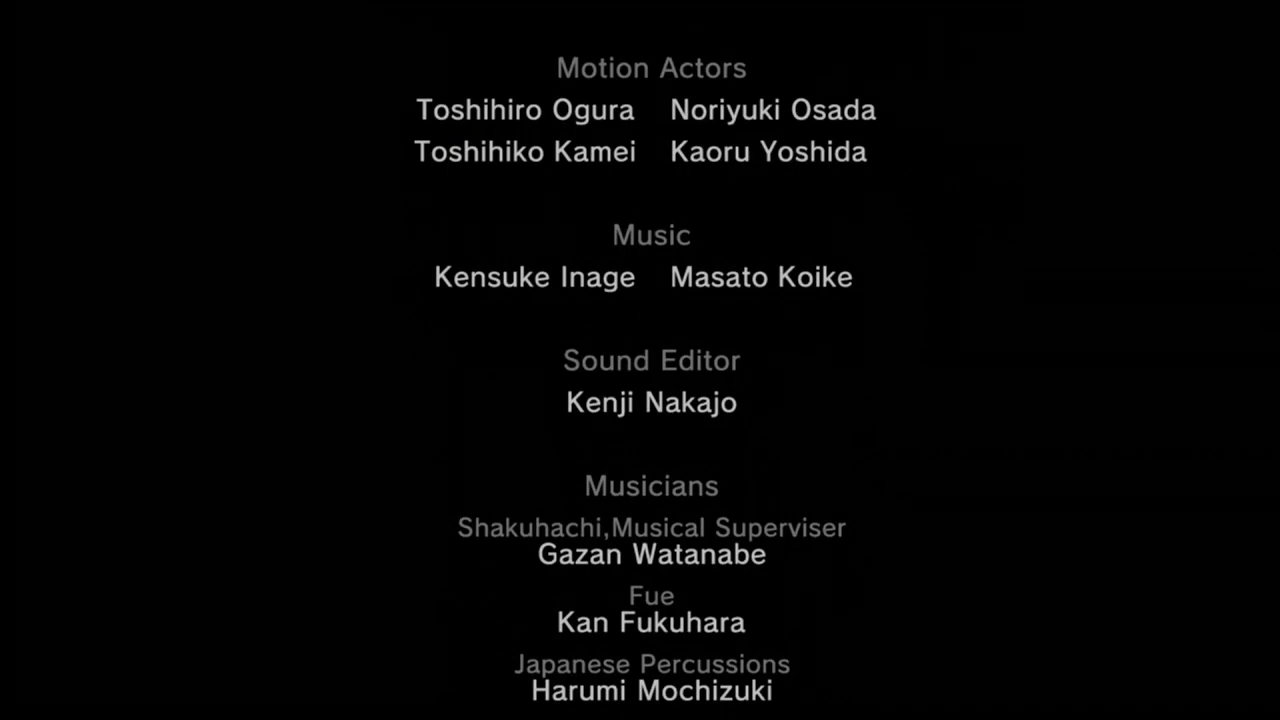 Motion Actors
Toshihiro Ogura Noriyuki Osada
Toshihiko Kamei Kaoru Yoshida
Music
Kensuke Inage Masato Koike
Sound Editor
Kenji Nakajo
Musicians
Shakuhachi,Musical Superviser
Gazan Watanabe
Fue
Kan Fukuhara
Japanese Percussions
Harumi Mochizuki